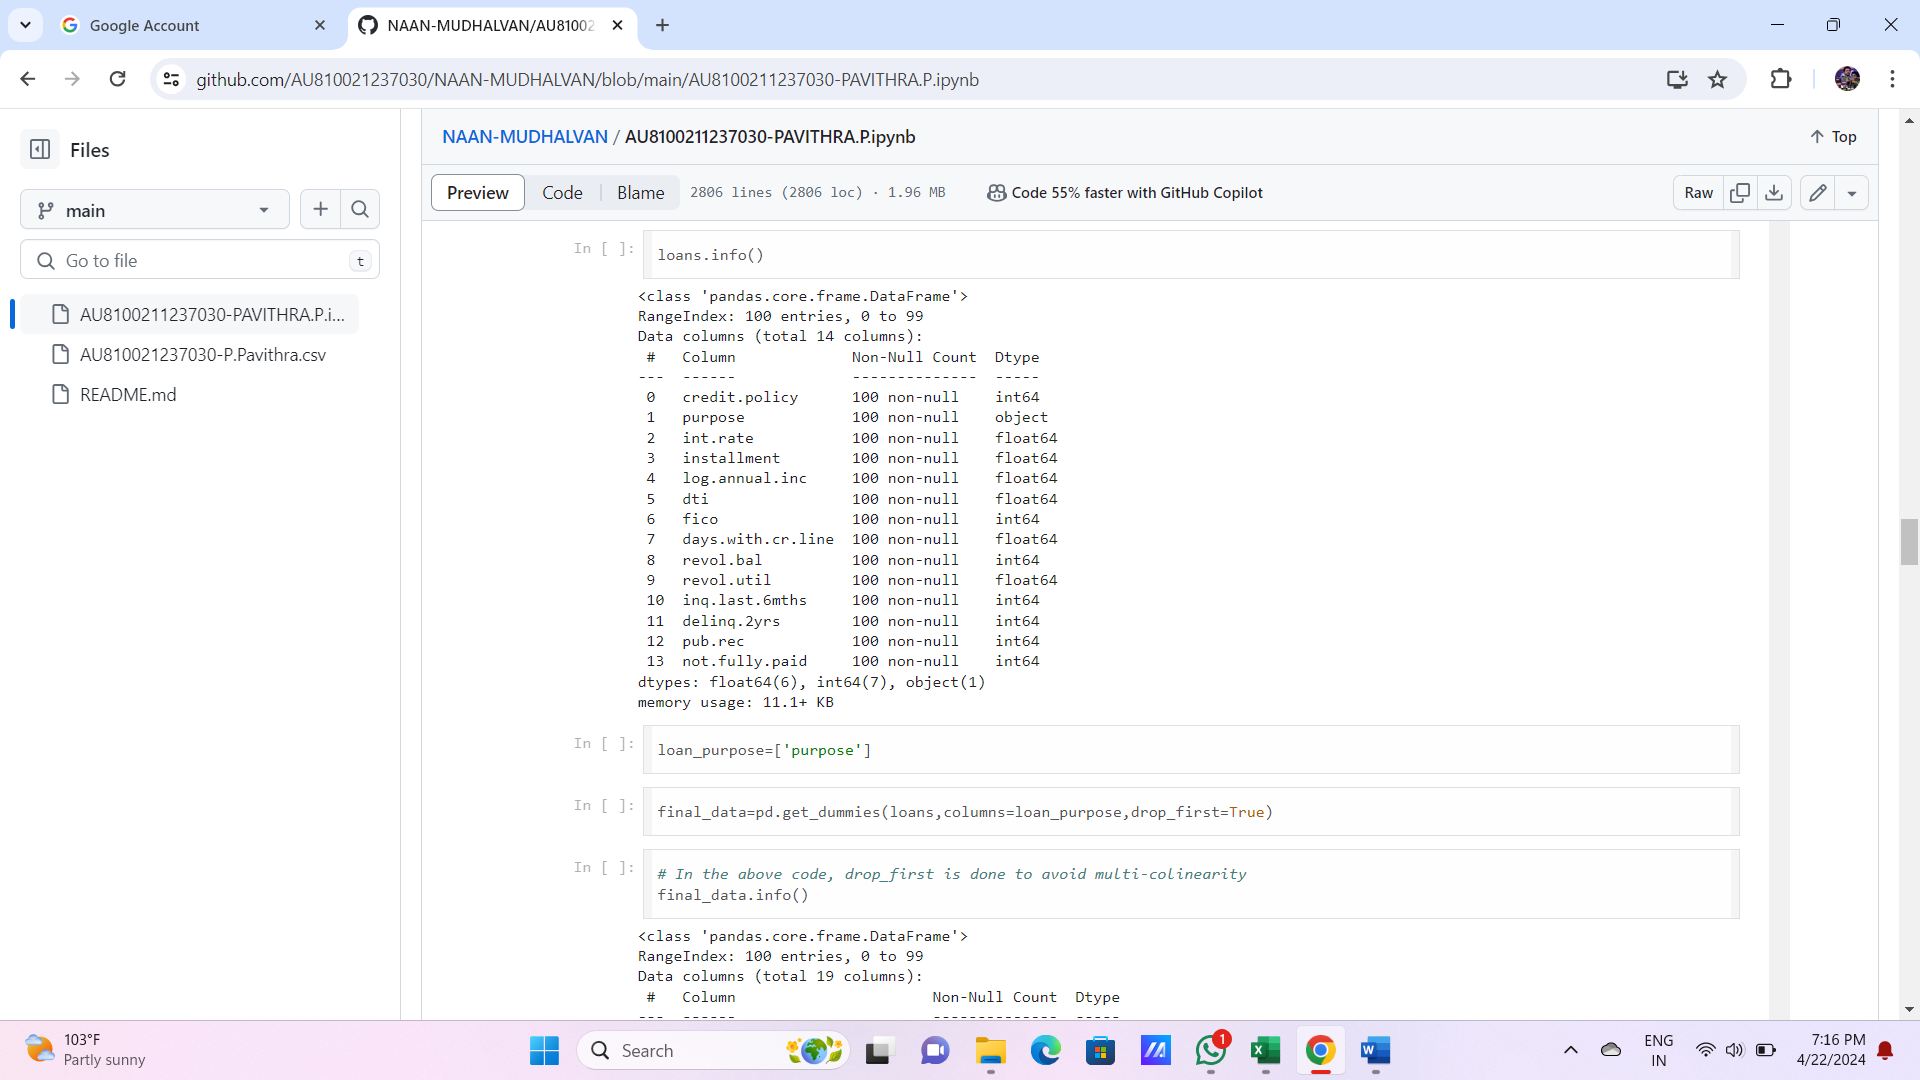 Google Account
NAAN-MUDHALVAN/AU81002
github.com/AU810021237030/NAAN-MUDHALVAN/blob/main/AU8100211237030-PAVITHRA.P.ipynb
Files
main
Go to file
t
AU8100211237030-PAVITHRA.P.i...
AU810021237030-P.Pavithra.csv
README.md
NAAN-MUDHALVAN / AU8100211237030-PAVITHRA.P.ipynb
Top
Preview Code Blame 2806 lines (2806 loc) · 1.96 MB Code 55% faster with GitHub Copilot Raw
In [ ]: loans.info()
<class 'pandas.core.frame.DataFrame'>
RangeIndex: 100 entries, 0 to 99
Data columns (total 14 columns):
# Column Non-Null Count Dtype
--- ------ -------------- -----
0 credit.policy 100 non-null int64
1 purpose 100 non-null object
2 int.rate 100 non-null float64
3 installment 100 non-null float64
4 log.annual.inc 100 non-null float64
5 dti 100 non-null float64
6 fico 100 non-null int64
7 days.with.cr.line 100 non-null float64
8 revol.bal 100 non-null int64
9 revol.util 100 non-null float64
10 inq.last.6mths 100 non-null int64
11 delinq.2yrs 100 non-null int64
12 pub.rec 100 non-null int64
13 not.fully.paid 100 non-null int64
dtypes: float64(6), int64(7), object(1)
memory usage: 11.1+ KB
In [ ]: loan_purpose=['purpose']
In [ ]: final_data=pd.get_dummies(loans,columns=loan_purpose,drop_first=True)
In [ ]: # In the above code, drop_first is done to avoid multi-colinearity
final_data.info()
<class 'pandas.core.frame.DataFrame'>
RangeIndex: 100 entries, 0 to 99
Data columns (total 19 columns):
# Column Non-Null Count Dtype
--- ------ -------------- -----
103°F
Partly sunny
Search
1
ENG
IN
7:16 PM
4/22/2024